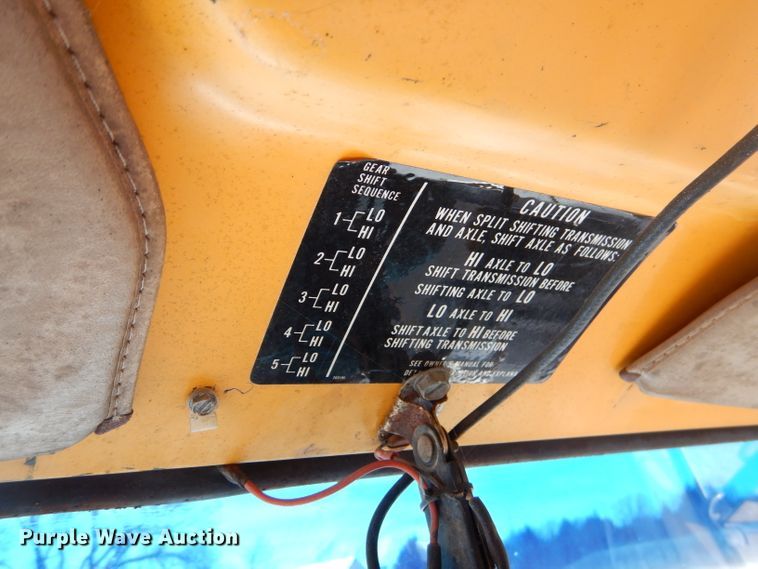 GEAR
SHIFT
SEQUENCE
1 LO
HI
2 LO
HI
3 LO
HI
4 LO
HI
5 LO
HI
CAUTION
WHEN SPLIT SHIFTING TRANSMISSION
AND AXLE, SHIFT AXLE AS FOLLOWS:
HI AXLE TO LO
SHIFT TRANSMISSION BEFORE
SHIFTING AXLE TO LO
LO AXLE TO HI
SHIFT AXLE TO HI BEFORE
SHIFTING TRANSMISSION
SEE OWNER'S MANUAL FOR
AND
Purple Wave Auction